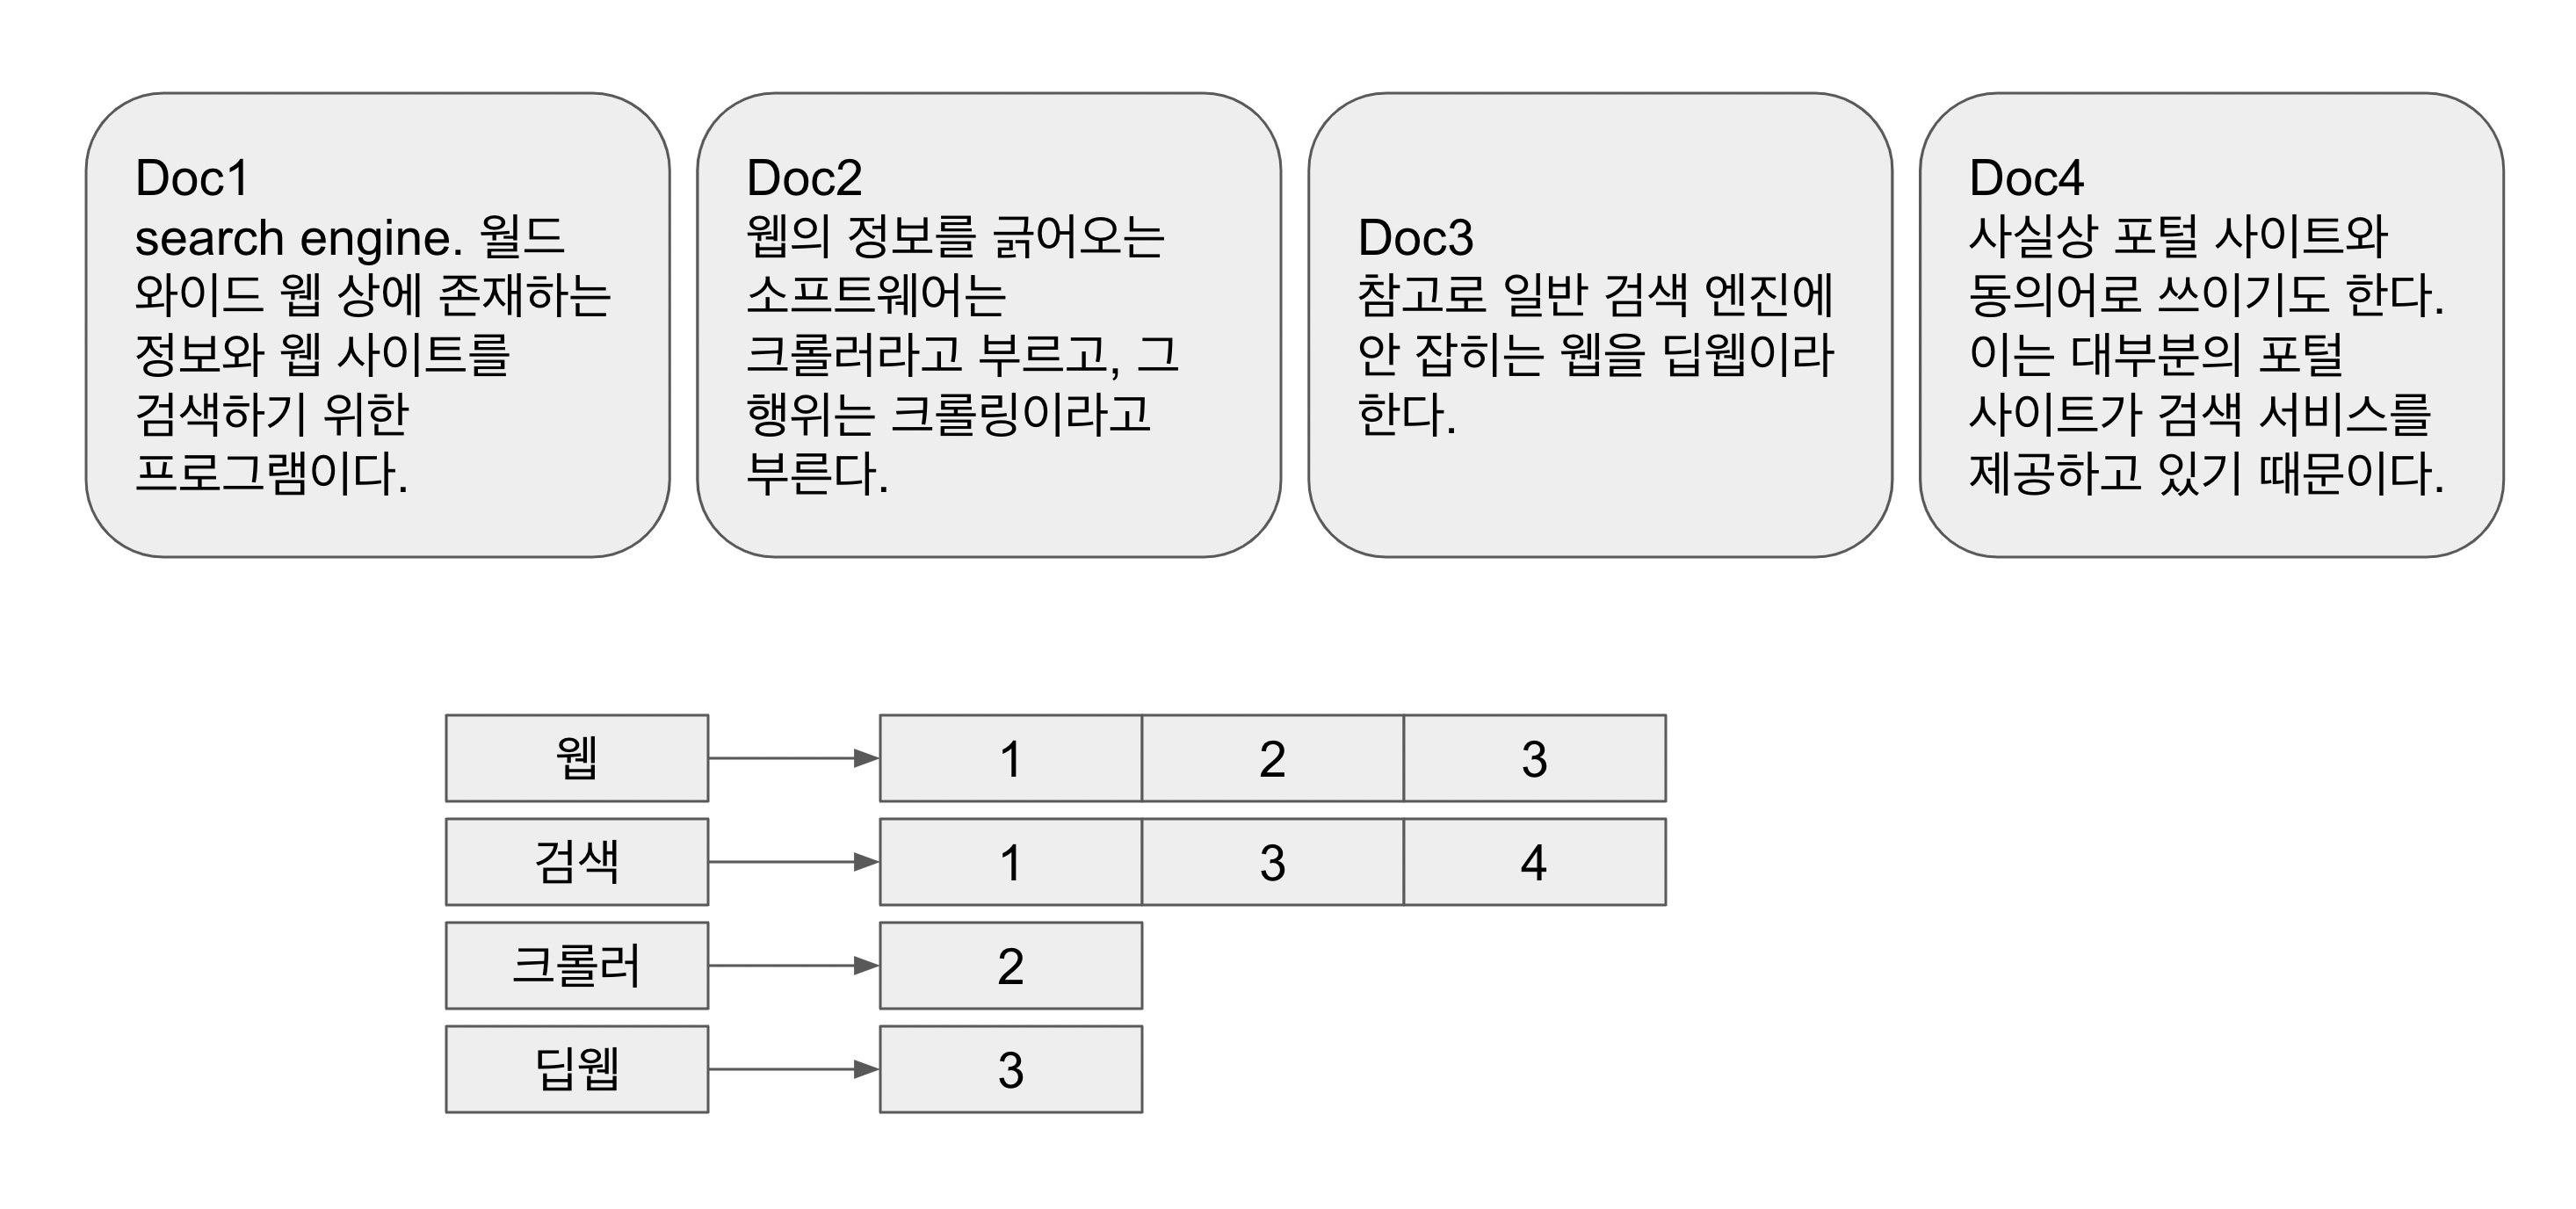 Doc1
search engine. 월드
와이드 웹 상에 존재하는
정보와 웹 사이트를
검색하기 위한
프로그램이다.
Doc2
웹의 정보를 긁어오는
소프트웨어는
크롤러라고 부르고, 그
행위는 크롤링이라고
부른다.
Doc3
참고로 일반 검색 엔진에
안 잡히는 웹을 딥웹이라
한다.
Doc4
사실상 포털 사이트와
동의어로 쓰이기도 한다.
이는 대부분의 포털
사이트가 검색 서비스를
제공하고 있기 때문이다.
웹 1 2 3
검색 1 3 4
크롤러 2
딥웹 3